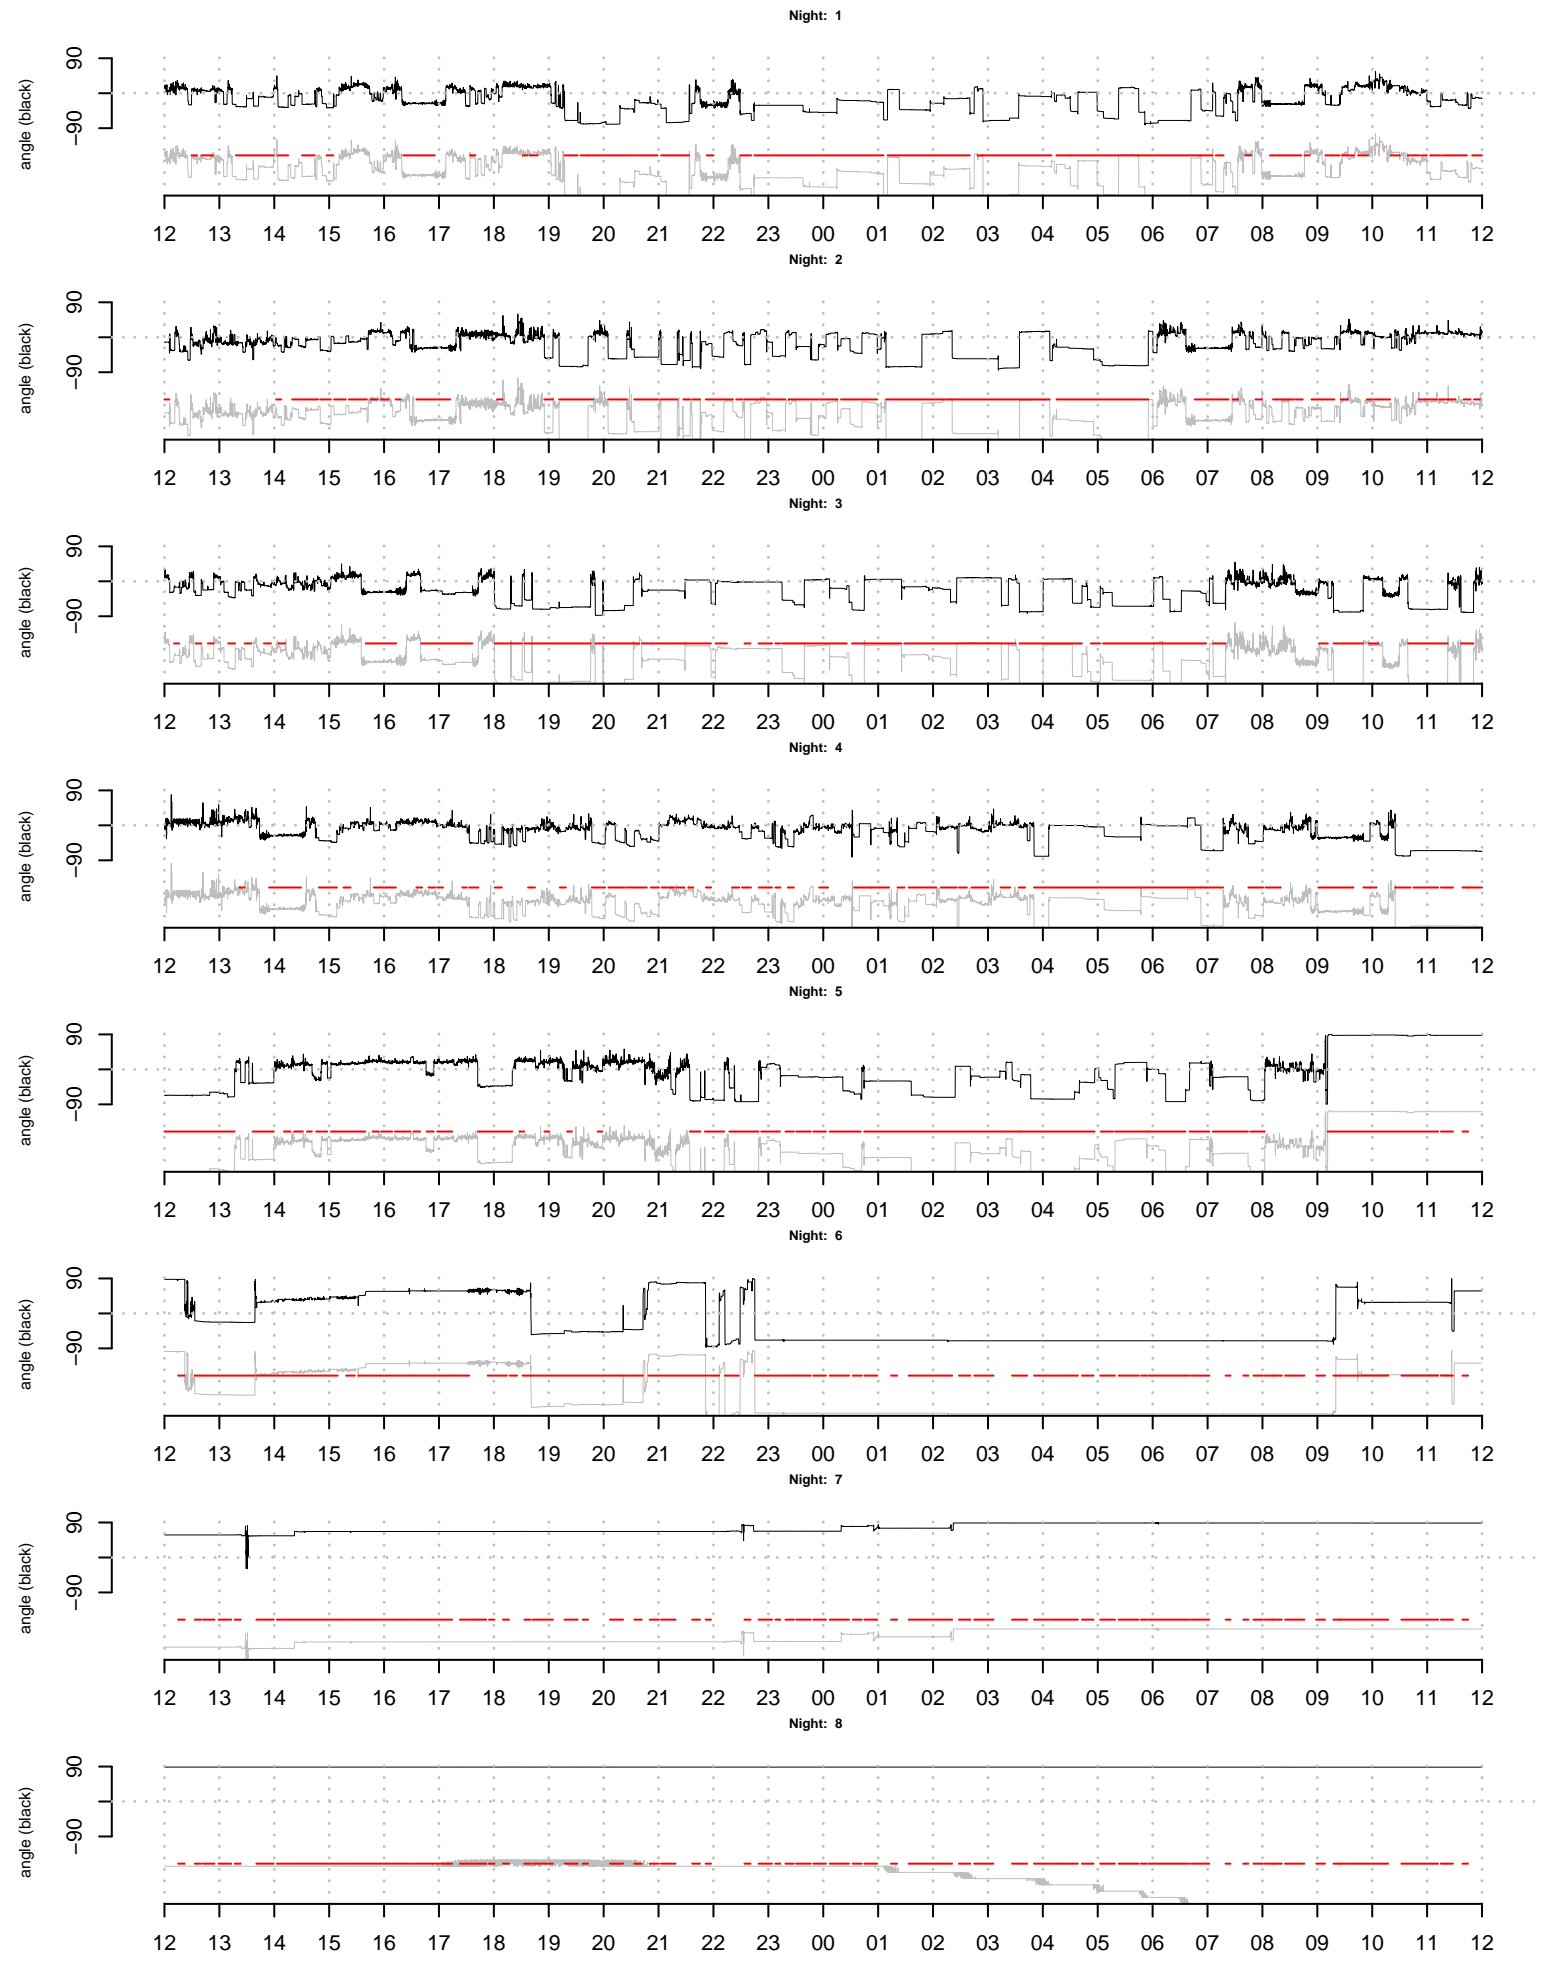 Night: 1
90
-90
angle (black)
12 13 14 15 16 17 18 19 20 21 22 23 00 01 02 03 04 05 06 07 08 09 10 11 12
Night: 2
90
-90
angle (black)
12 13 14 15 16 17 18 19 20 21 22 23 00 01 02 03 04 05 06 07 08 09 10 11 12
Night: 3
90
-90
angle (black)
12 13 14 15 16 17 18 19 20 21 22 23 00 01 02 03 04 05 06 07 08 09 10 11 12
Night: 4
90
-90
angle (black)
12 13 14 15 16 17 18 19 20 21 22 23 00 01 02 03 04 05 06 07 08 09 10 11 12
Night: 5
90
-90
angle (black)
12 13 14 15 16 17 18 19 20 21 22 23 00 01 02 03 04 05 06 07 08 09 10 11 12
Night: 6
90
-90
angle (black)
12 13 14 15 16 17 18 19 20 21 22 23 00 01 02 03 04 05 06 07 08 09 10 11 12
Night: 7
90
-90
angle (black)
12 13 14 15 16 17 18 19 20 21 22 23 00 01 02 03 04 05 06 07 08 09 10 11 12
Night: 8
90
-90
angle (black)
12 13 14 15 16 17 18 19 20 21 22 23 00 01 02 03 04 05 06 07 08 09 10 11 12